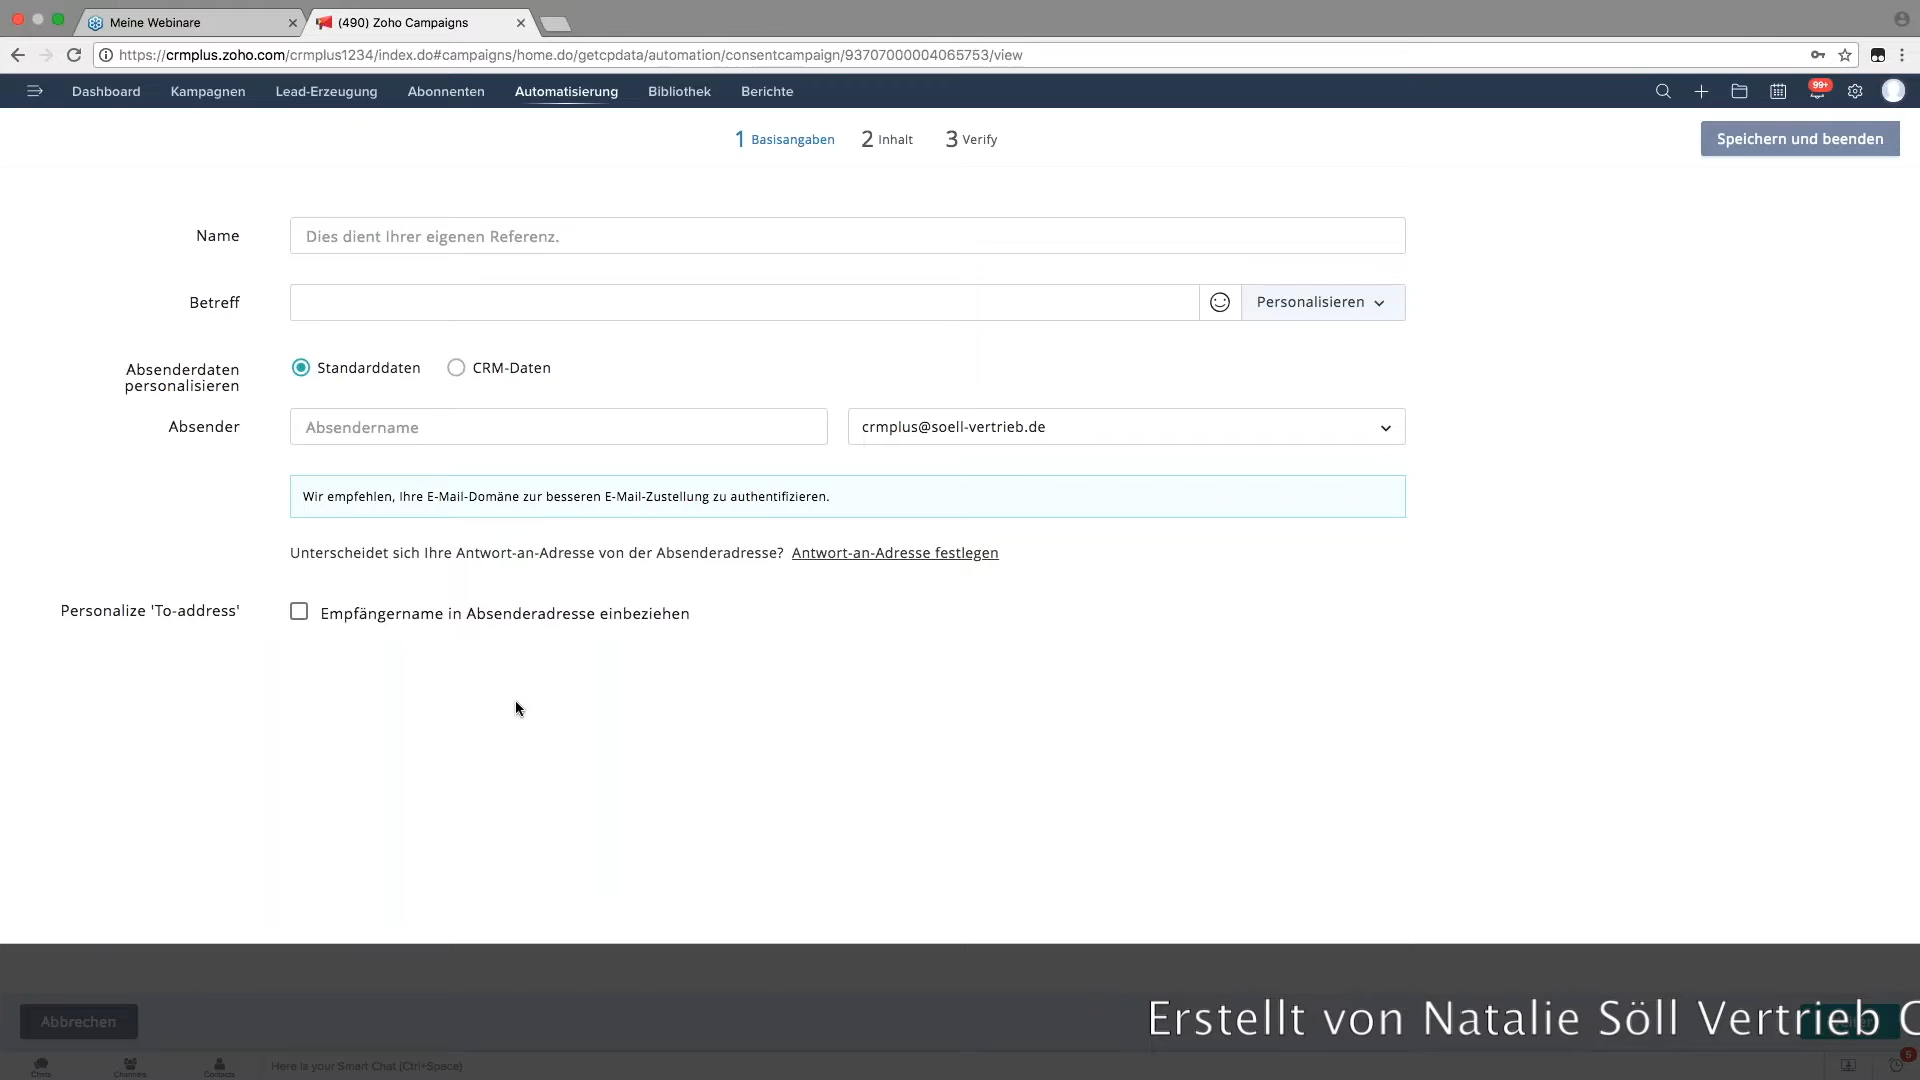 Meine Webinare
(490) Zoho Campaigns
https://crmplus.zoho.com/crmplus1234/index.do#campaigns/home.do/getcpdata/automation/consentcampaign/93707000004065753/view
Dashboard Kampagnen Lead-Erzeugung Abonnenten Automatisierung Bibliothek Berichte 99+
1 Basisangaben 2 Inhalt 3 Verify Speichern und beenden
Name Dies dient Ihrer eigenen Referenz.
Betreff Personalisieren
Absenderdaten personalisieren Standarddaten CRM-Daten
Absender Absendername crmplus@soell-vertrieb.de
Wir empfehlen, Ihre E-Mail-Domäne zur besseren E-Mail-Zustellung zu authentifizieren.
Unterscheidet sich Ihre Antwort-an-Adresse von der Absenderadresse? Antwort-an-Adresse festlegen
Personalize 'To-address' Empfängername in Absenderadresse einbeziehen
Abbrechen Erstellt von Natalie Söll Vertrieb
Chats Channels Contacts Here is your Smart Chat (Ctrl+Space) 5